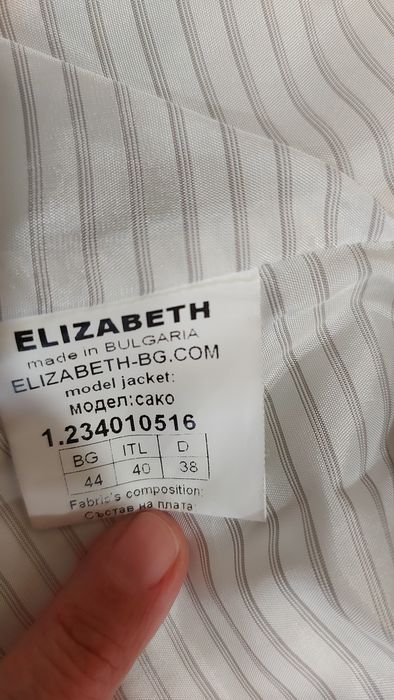 ELIZABETH
made in BULGARIA
ELIZABETH-BG.COM
model jacket:
модел:сако
1.234010516
BG ITL D
44 40 38
Fabric's composition:
Състав на плата